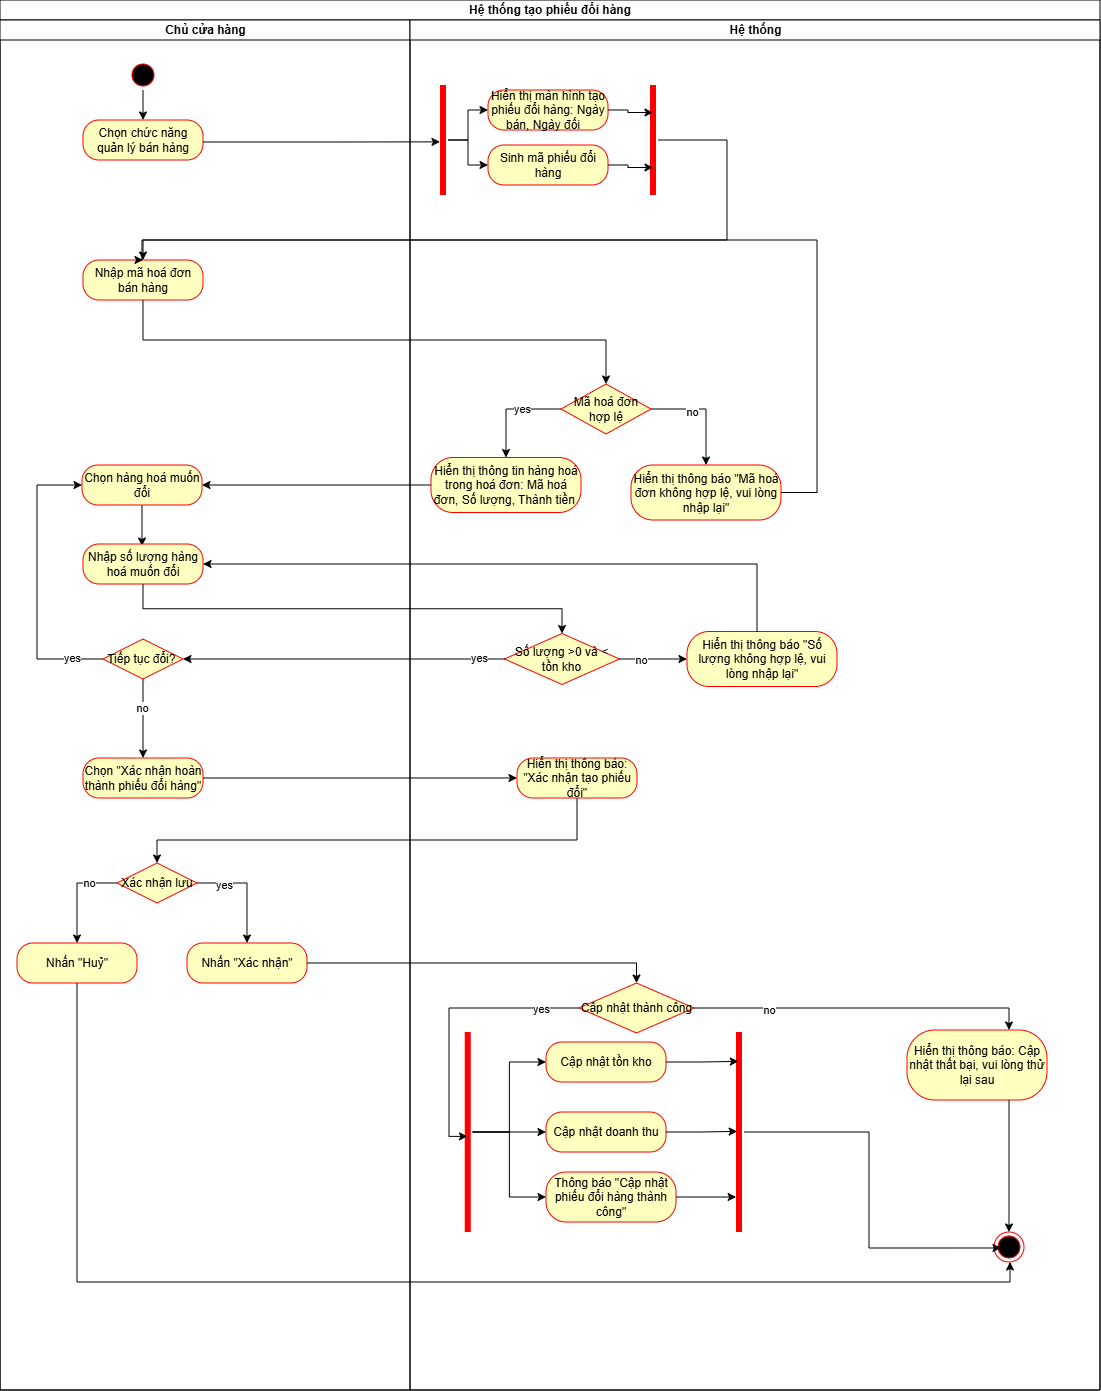 Hệ thống tạo phiếu đổi hàng
Chủ cửa hàng
Hệ thống
Hiển thị màn hình tạo
phiếu đổi hàng: Ngày
bán, Ngày đổi
Chọn chức năng
quản lý bán hàng
Sinh mã phiếu đổi
hàng
Nhập mã hoá đơn
bán hàng
Mã hoá đơn
hợp lệ
yes
no
Hiển thị thông tin hàng hoá
trong hoá đơn: Mã hoá
đơn, Số lượng, Thành tiền
Hiển thị thông báo "Mã hoá
đơn không hợp lệ, vui lòng
nhập lại"
Chọn hàng hoá muốn
đổi
Nhập số lượng hàng
hoá muốn đổi
Số lượng >0 và <
tồn kho
yes
no
Hiển thị thông báo "Số
lượng không hợp lệ, vui
lòng nhập lại"
Tiếp tục đổi?
yes
no
Chọn "Xác nhận hoàn
thành phiếu đổi hàng"
Hiển thị thông báo:
"Xác nhận tạo phiếu
đổi"
Xác nhận lưu
no
yes
Nhấn "Huỷ"
Nhấn "Xác nhận"
Cập nhật thành công
yes
no
Hiển thị thông báo: Cập
nhật thất bại, vui lòng thử
lại sau
Cập nhật tồn kho
Cập nhật doanh thu
Thông báo "Cập nhật
phiếu đổi hàng thành
công"